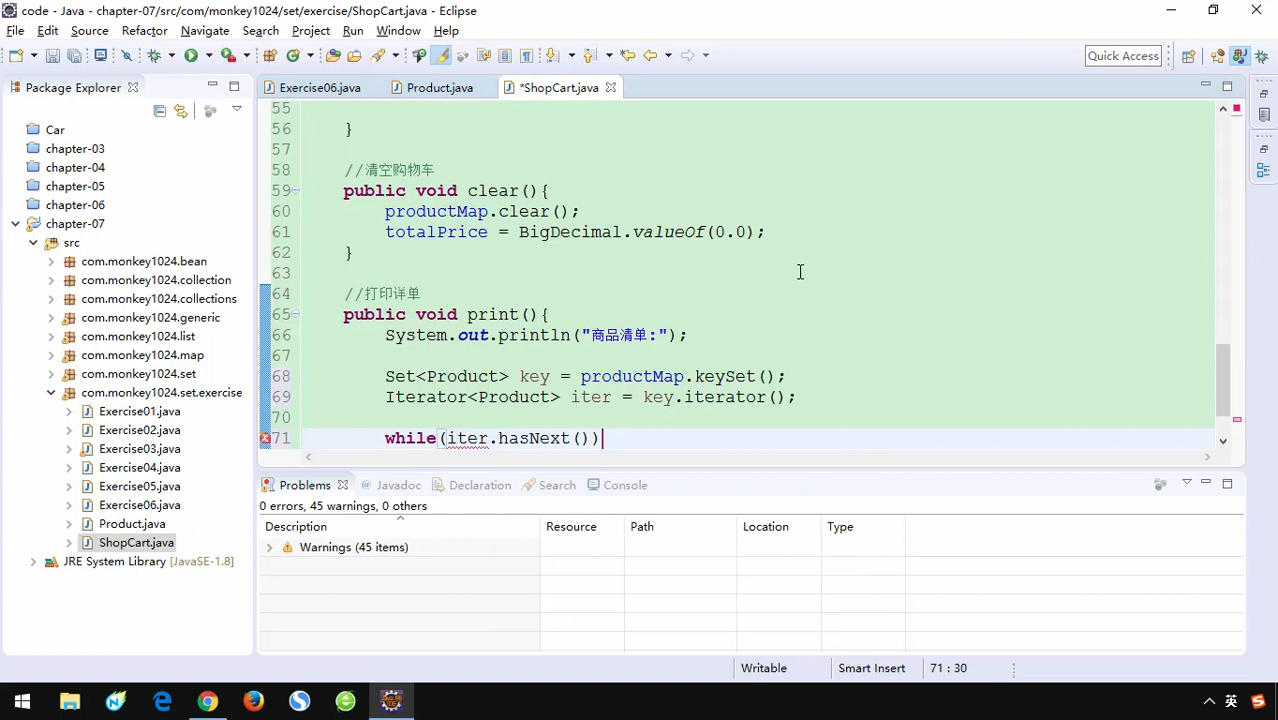 code - Java - chapter-07/src/com/monkey1024/set/exercise/ShopCart.java - Eclipse
File Edit Source Refactor Navigate Search Project Run Window Help
Quick Access
Package Explorer
Car
chapter-03
chapter-04
chapter-05
chapter-06
chapter-07
src
com.monkey1024.bean
com.monkey1024.collection
com.monkey1024.collections
com.monkey1024.generic
com.monkey1024.list
com.monkey1024.map
com.monkey1024.set
com.monkey1024.set.exercise
Exercise01.java
Exercise02.java
Exercise03.java
Exercise04.java
Exercise05.java
Exercise06.java
Product.java
ShopCart.java
JRE System Library [JavaSE-1.8]
Exercise06.java Product.java *ShopCart.java
55
56 }
57
58 //清空购物车
59 public void clear(){
60 productMap.clear();
61 totalPrice = BigDecimal.valueOf(0.0);
62 }
63
64 //打印详单
65 public void print(){
66 System.out.println("商品清单:");
67
68 Set<Product> key = productMap.keySet();
69 Iterator<Product> iter = key.iterator();
70
71 while(iter.hasNext())
Problems Javadoc Declaration Search Console
0 errors, 45 warnings, 0 others
Description Resource Path Location Type
Warnings (45 items)
Writable Smart Insert 71 : 30
英